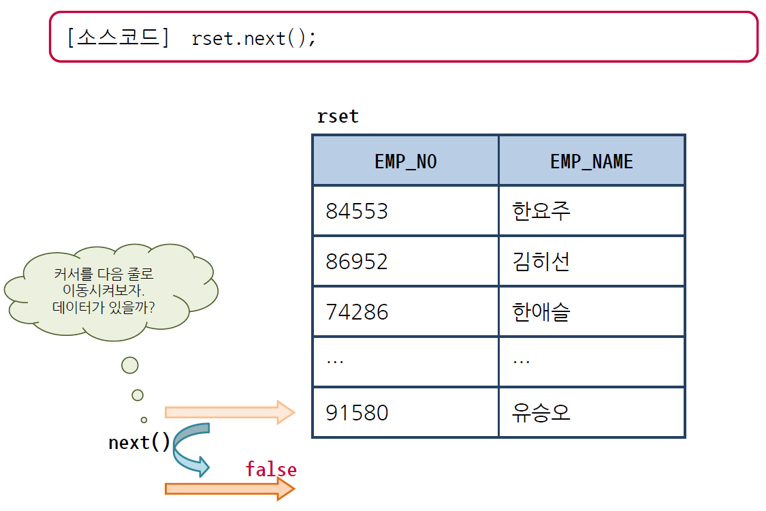 [소스코드] rset.next();
rset
EMP_NO EMP_NAME
84553 한요주
86952 김히선
74286 한애슬
... ...
91580 유승오
커서를 다음 줄로
이동시켜보자.
데이터가 있을까?
next()
false